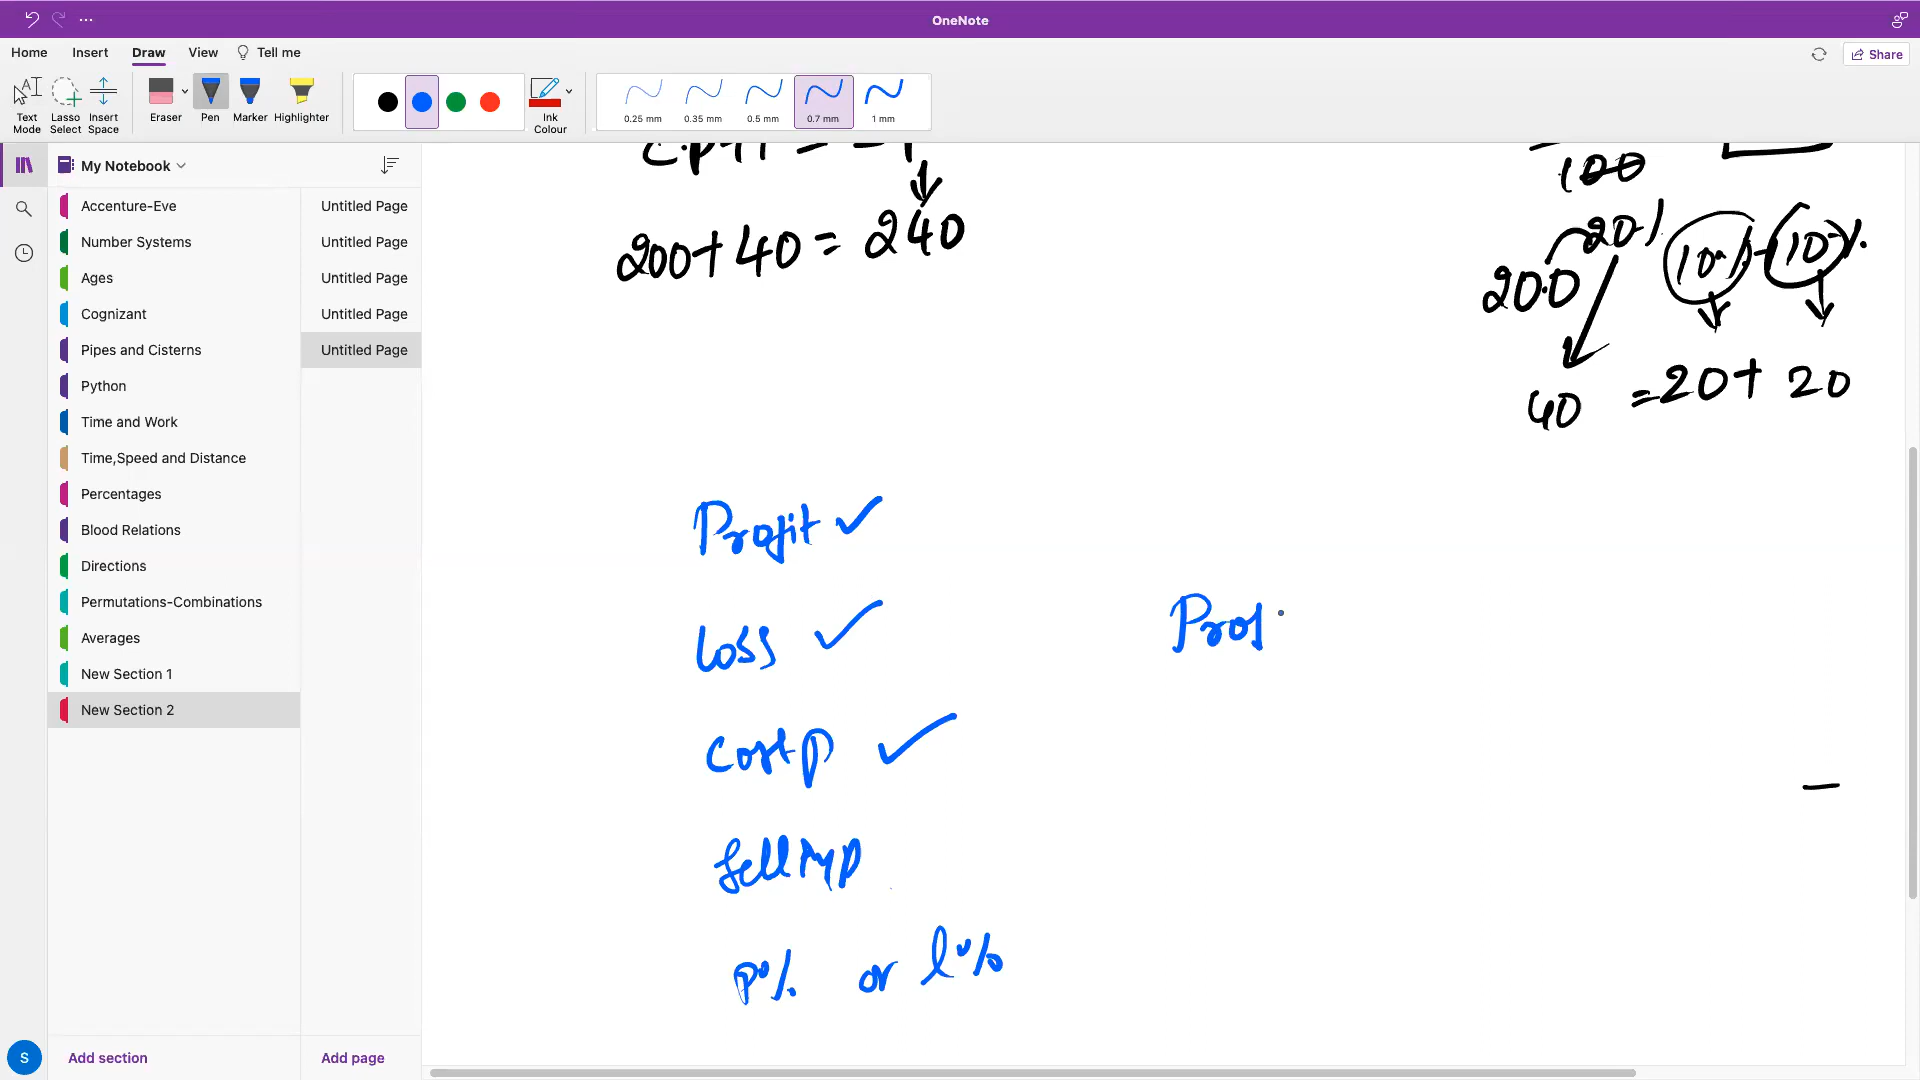 OneNote
Home Insert Draw View Tell me
Share
Text Mode
Lasso Select
Insert Space
Eraser
Pen
Marker
Highlighter
Ink Colour
0.25 mm
0.35 mm
0.5 mm
0.7 mm
1 mm
My Notebook
Accenture-Eve
Number Systems
Ages
Cognizant
Pipes and Cisterns
Python
Time and Work
Time,Speed and Distance
Percentages
Blood Relations
Directions
Permutations-Combinations
Averages
New Section 1
New Section 2
Untitled Page
Untitled Page
Untitled Page
Untitled Page
Untitled Page
200+40=240
100
20%
10%-10%
200
40 =20+20
Profit
Loss
Cost P
P% or l%
Prof
S
Add section
Add page